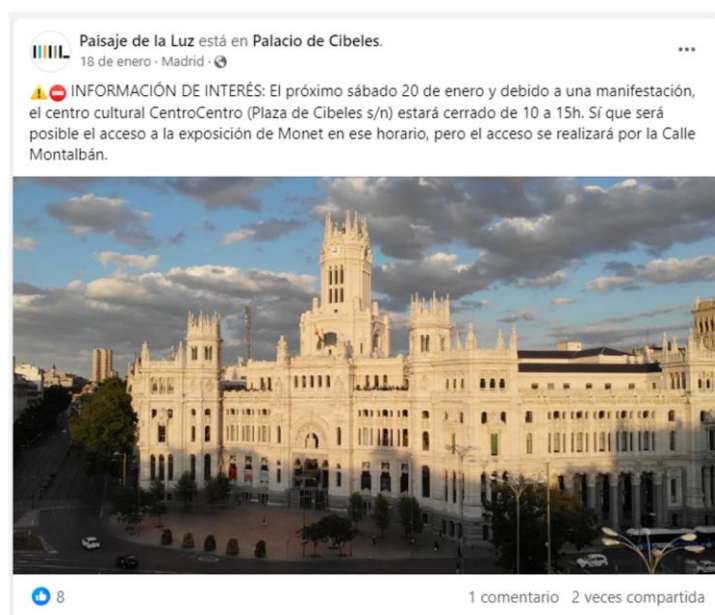 Paisaje de la Luz está en Palacio de Cibeles.
18 de enero · Madrid ·
INFORMACIÓN DE INTERÉS: El próximo sábado 20 de enero y debido a una manifestación,
el centro cultural CentroCentro (Plaza de Cibeles s/n) estará cerrado de 10 a 15h. Sí que será
posible el acceso a la exposición de Monet en ese horario, pero el acceso se realizará por la Calle
Montalbán.
8
1 comentario 2 veces compartida